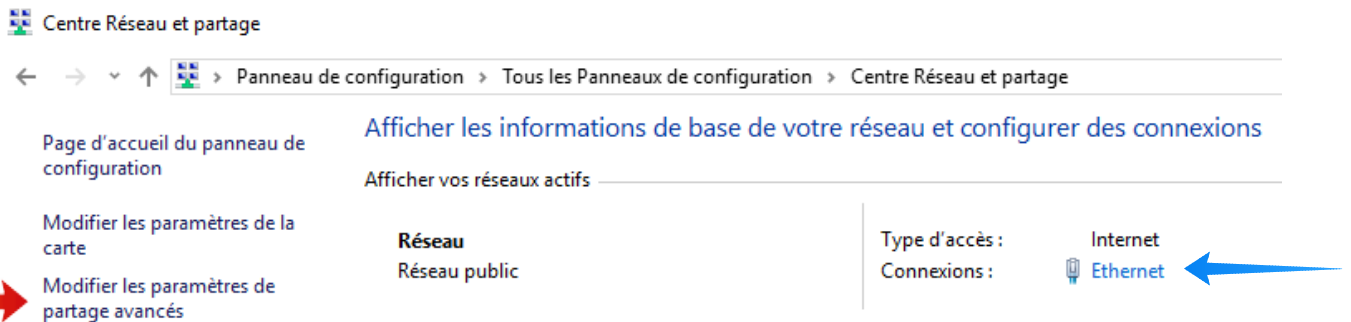 Centre Réseau et partage
Panneau de configuration > Tous les Panneaux de configuration > Centre Réseau et partage
Page d'accueil du panneau de
configuration
Modifier les paramètres de la
carte
Modifier les paramètres de
partage avancés
Afficher les informations de base de votre réseau et configurer des connexions
Afficher vos réseaux actifs
Réseau
Réseau public
Type d'accès : Internet
Connexions : Ethernet